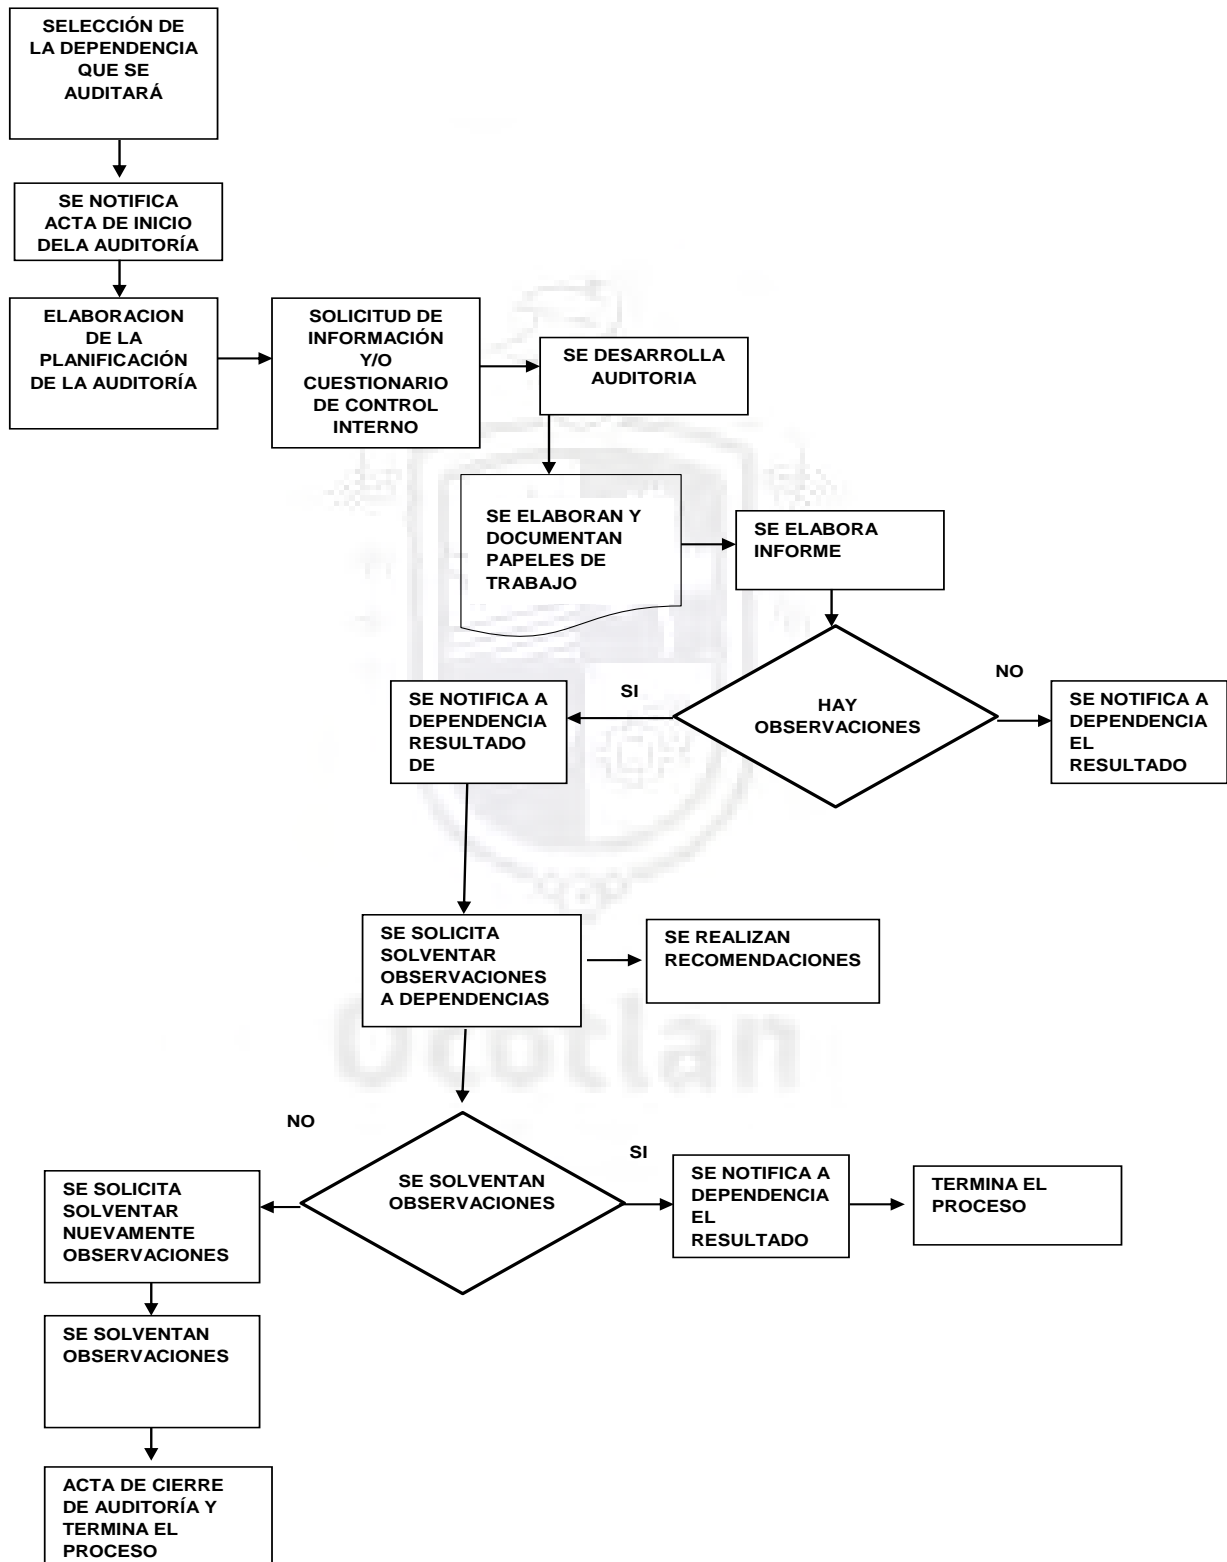 SELECCIÓN DE
LA DEPENDENCIA
QUE SE
AUDITARÁ
SE NOTIFICA
ACTA DE INICIO
DELA AUDITORÍA
ELABORACION
DE LA
PLANIFICACIÓN
DE LA AUDITORÍA
SOLICITUD DE
INFORMACIÓN
Y/O
CUESTIONARIO
DE CONTROL
INTERNO
SE DESARROLLA
AUDITORIA
SE ELABORAN Y
DOCUMENTAN
PAPELES DE
TRABAJO
SE ELABORA
INFORME
HAY
OBSERVACIONES
SI
NO
SE NOTIFICA A
DEPENDENCIA
RESULTADO
DE
SE NOTIFICA A
DEPENDENCIA
EL
RESULTADO
SE SOLICITA
SOLVENTAR
OBSERVACIONES
A DEPENDENCIAS
SE REALIZAN
RECOMENDACIONES
Ocotlan
SE SOLVENTAN
OBSERVACIONES
NO
SI
SE SOLICITA
SOLVENTAR
NUEVAMENTE
OBSERVACIONES
SE NOTIFICA A
DEPENDENCIA
EL
RESULTADO
TERMINA EL
PROCESO
SE SOLVENTAN
OBSERVACIONES
ACTA DE CIERRE
DE AUDITORÍA Y
TERMINA EL
PROCESO